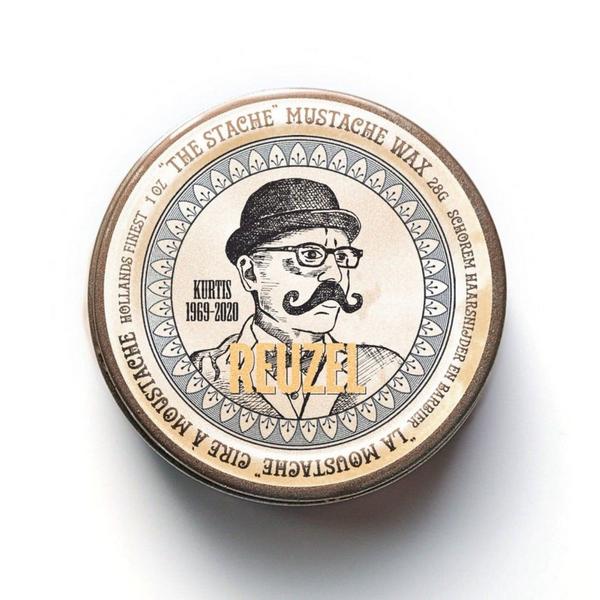 HOLLANDS FINEST 1 OZ "THE STACHE" MUSTACHE WAX 28G SCHOREM HAARSNIJDER EN BARBIER
"LA MOUSTACHE" CIRE À MOUSTACHE
KURTIS
1969-2020
REUZEL